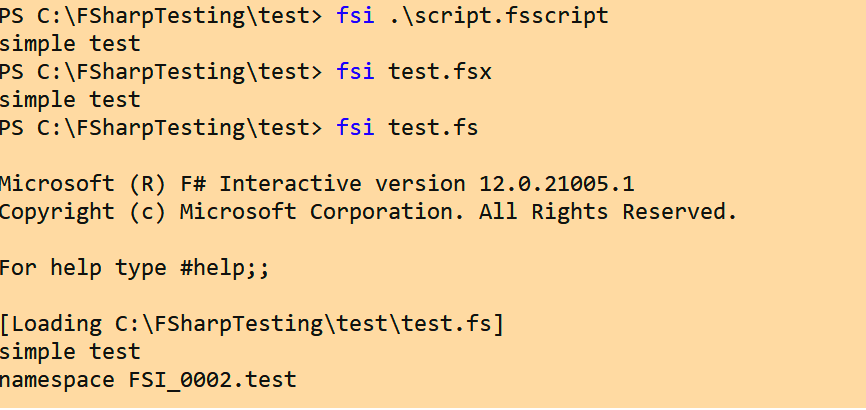 PS C:\FSharpTesting\test> fsi .\script.fsscript
simple test
PS C:\FSharpTesting\test> fsi test.fsx
simple test
PS C:\FSharpTesting\test> fsi test.fs
Microsoft (R) F# Interactive version 12.0.21005.1
Copyright (c) Microsoft Corporation. All Rights Reserved.
For help type #help;;
[Loading C:\FSharpTesting\test\test.fs]
simple test
namespace FSI_0002.test